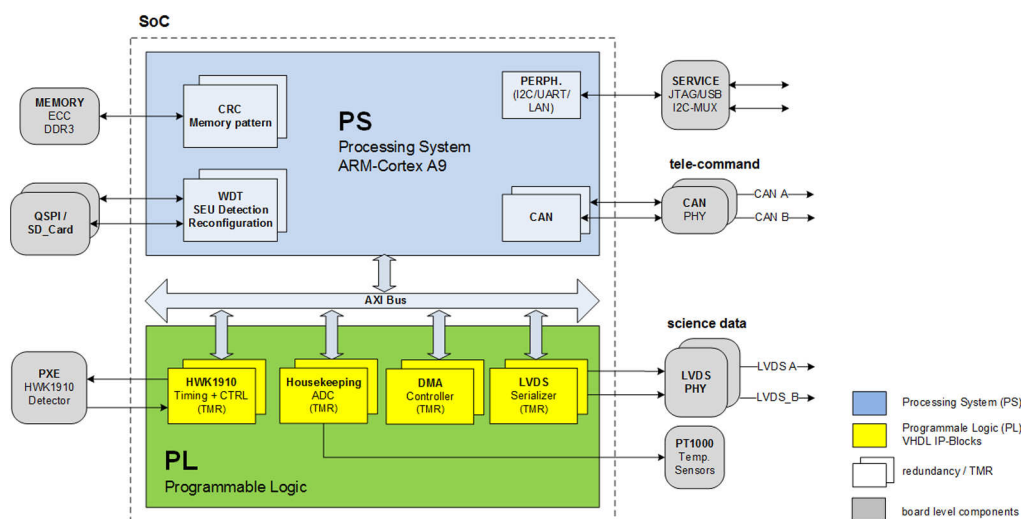 SoC
MEMORY
ECC
DDR3
CRC
Memory pattern
PS
Processing System
ARM-Cortex A9
PERPH.
(I2C/UART/
LAN)
SERVICE
JTAG/USB
I2C-MUX
tele-command
QSPI /
SD_Card
WDT
SEU Detection
Reconfiguration
CAN
CAN
PHY
CAN A
CAN B
AXI Bus
science data
PXE
HWK1910
Detector
HWK1910
Timing + CTRL
(TMR)
Housekeeping
ADC
(TMR)
DMA
Controller
(TMR)
LVDS
Serializer
(TMR)
LVDS
PHY
LVDS A
LVDS_B
PL
Programmable Logic
PT1000
Temp.
Sensors
Processing System (PS)
Programmale Logic (PL)
VHDL IP-Blocks
redundancy / TMR
board level components